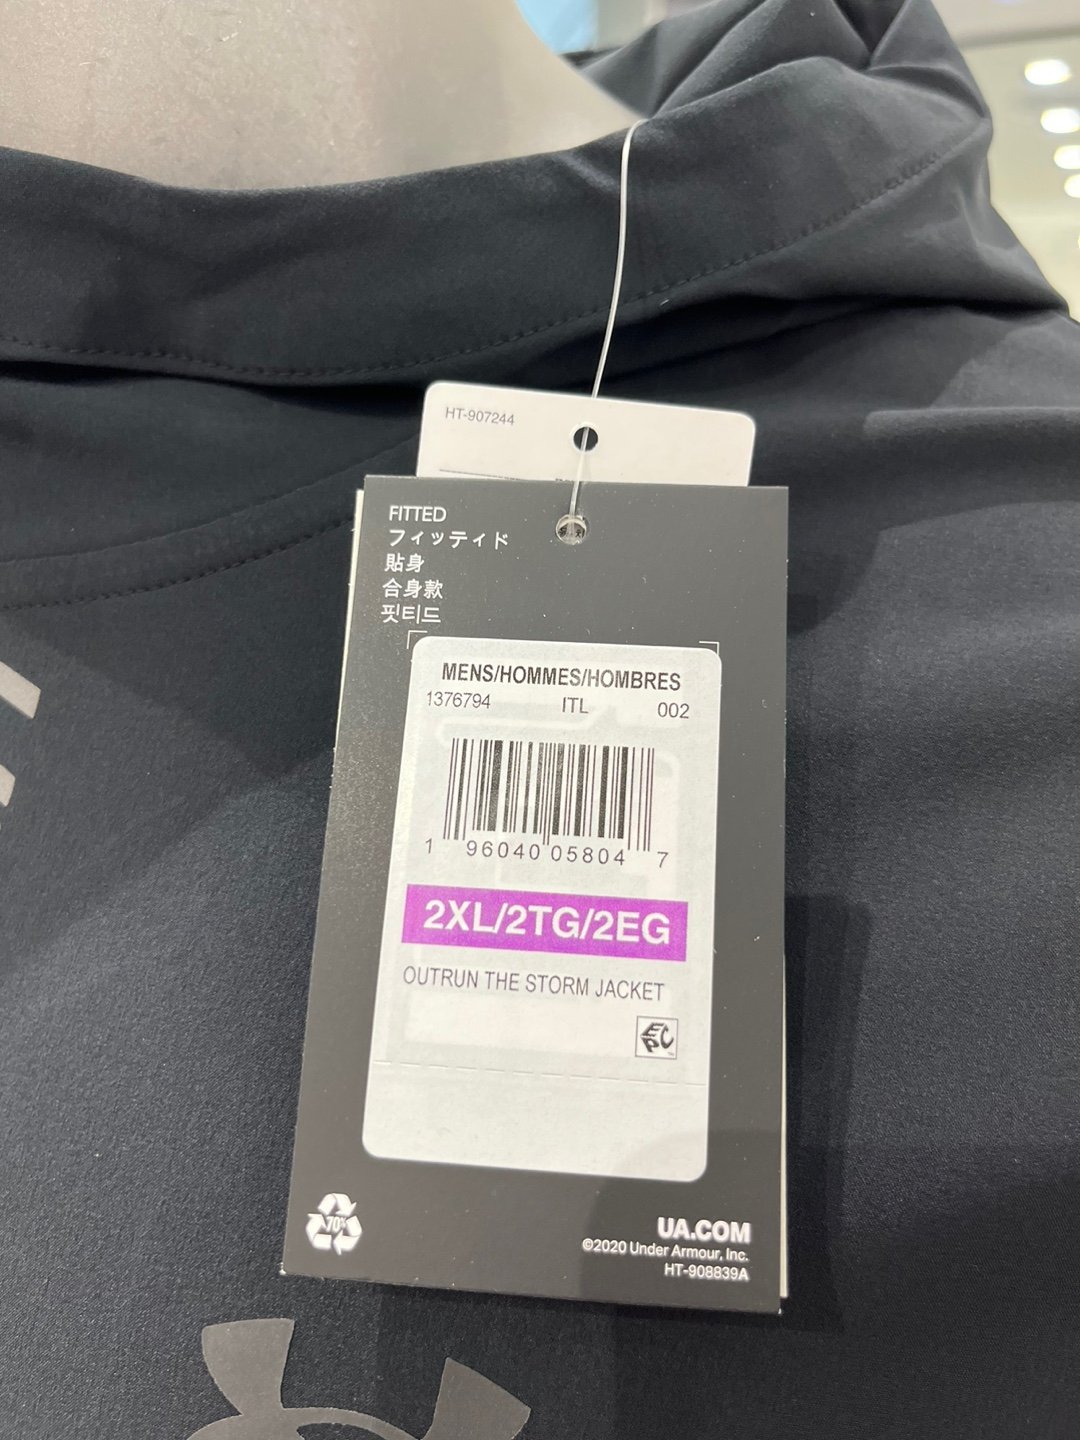 HT-907244
FITTED
フィッティド
貼身
合身款
핏티드
MENS/HOMMES/HOMBRES
1376794 ITL 002
1 96040 05804 7
2XL/2TG/2EG
OUTRUN THE STORM JACKET
EPC
70%
UA.COM
©2020 Under Armour, Inc.
HT-908839A